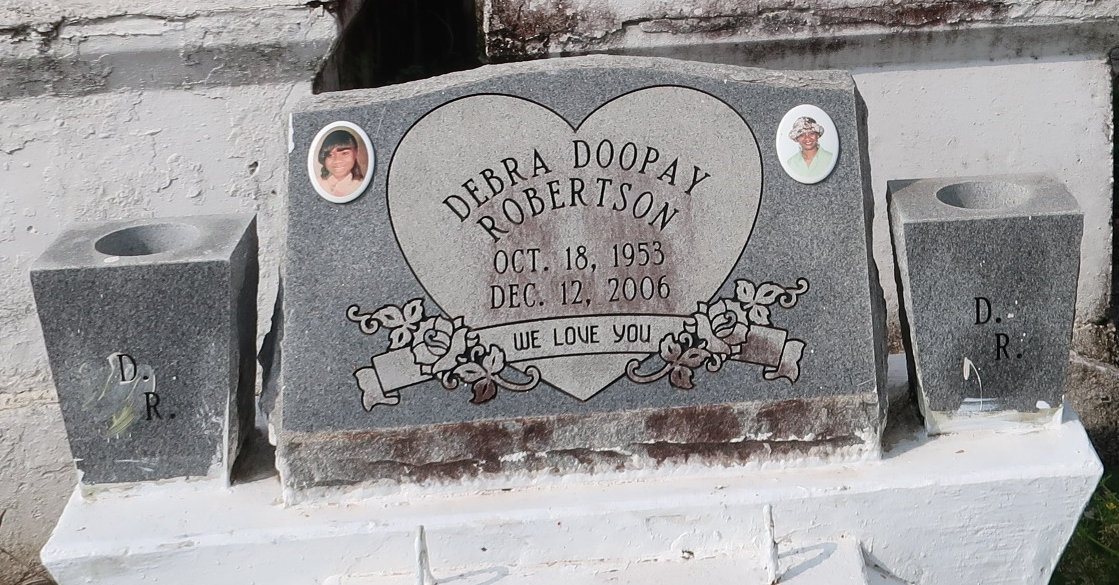 DEBRA DOOPAY
ROBERTSON
OCT. 18, 1953
DEC. 12, 2006
WE LOVE YOU
D.
R.
D.
R.